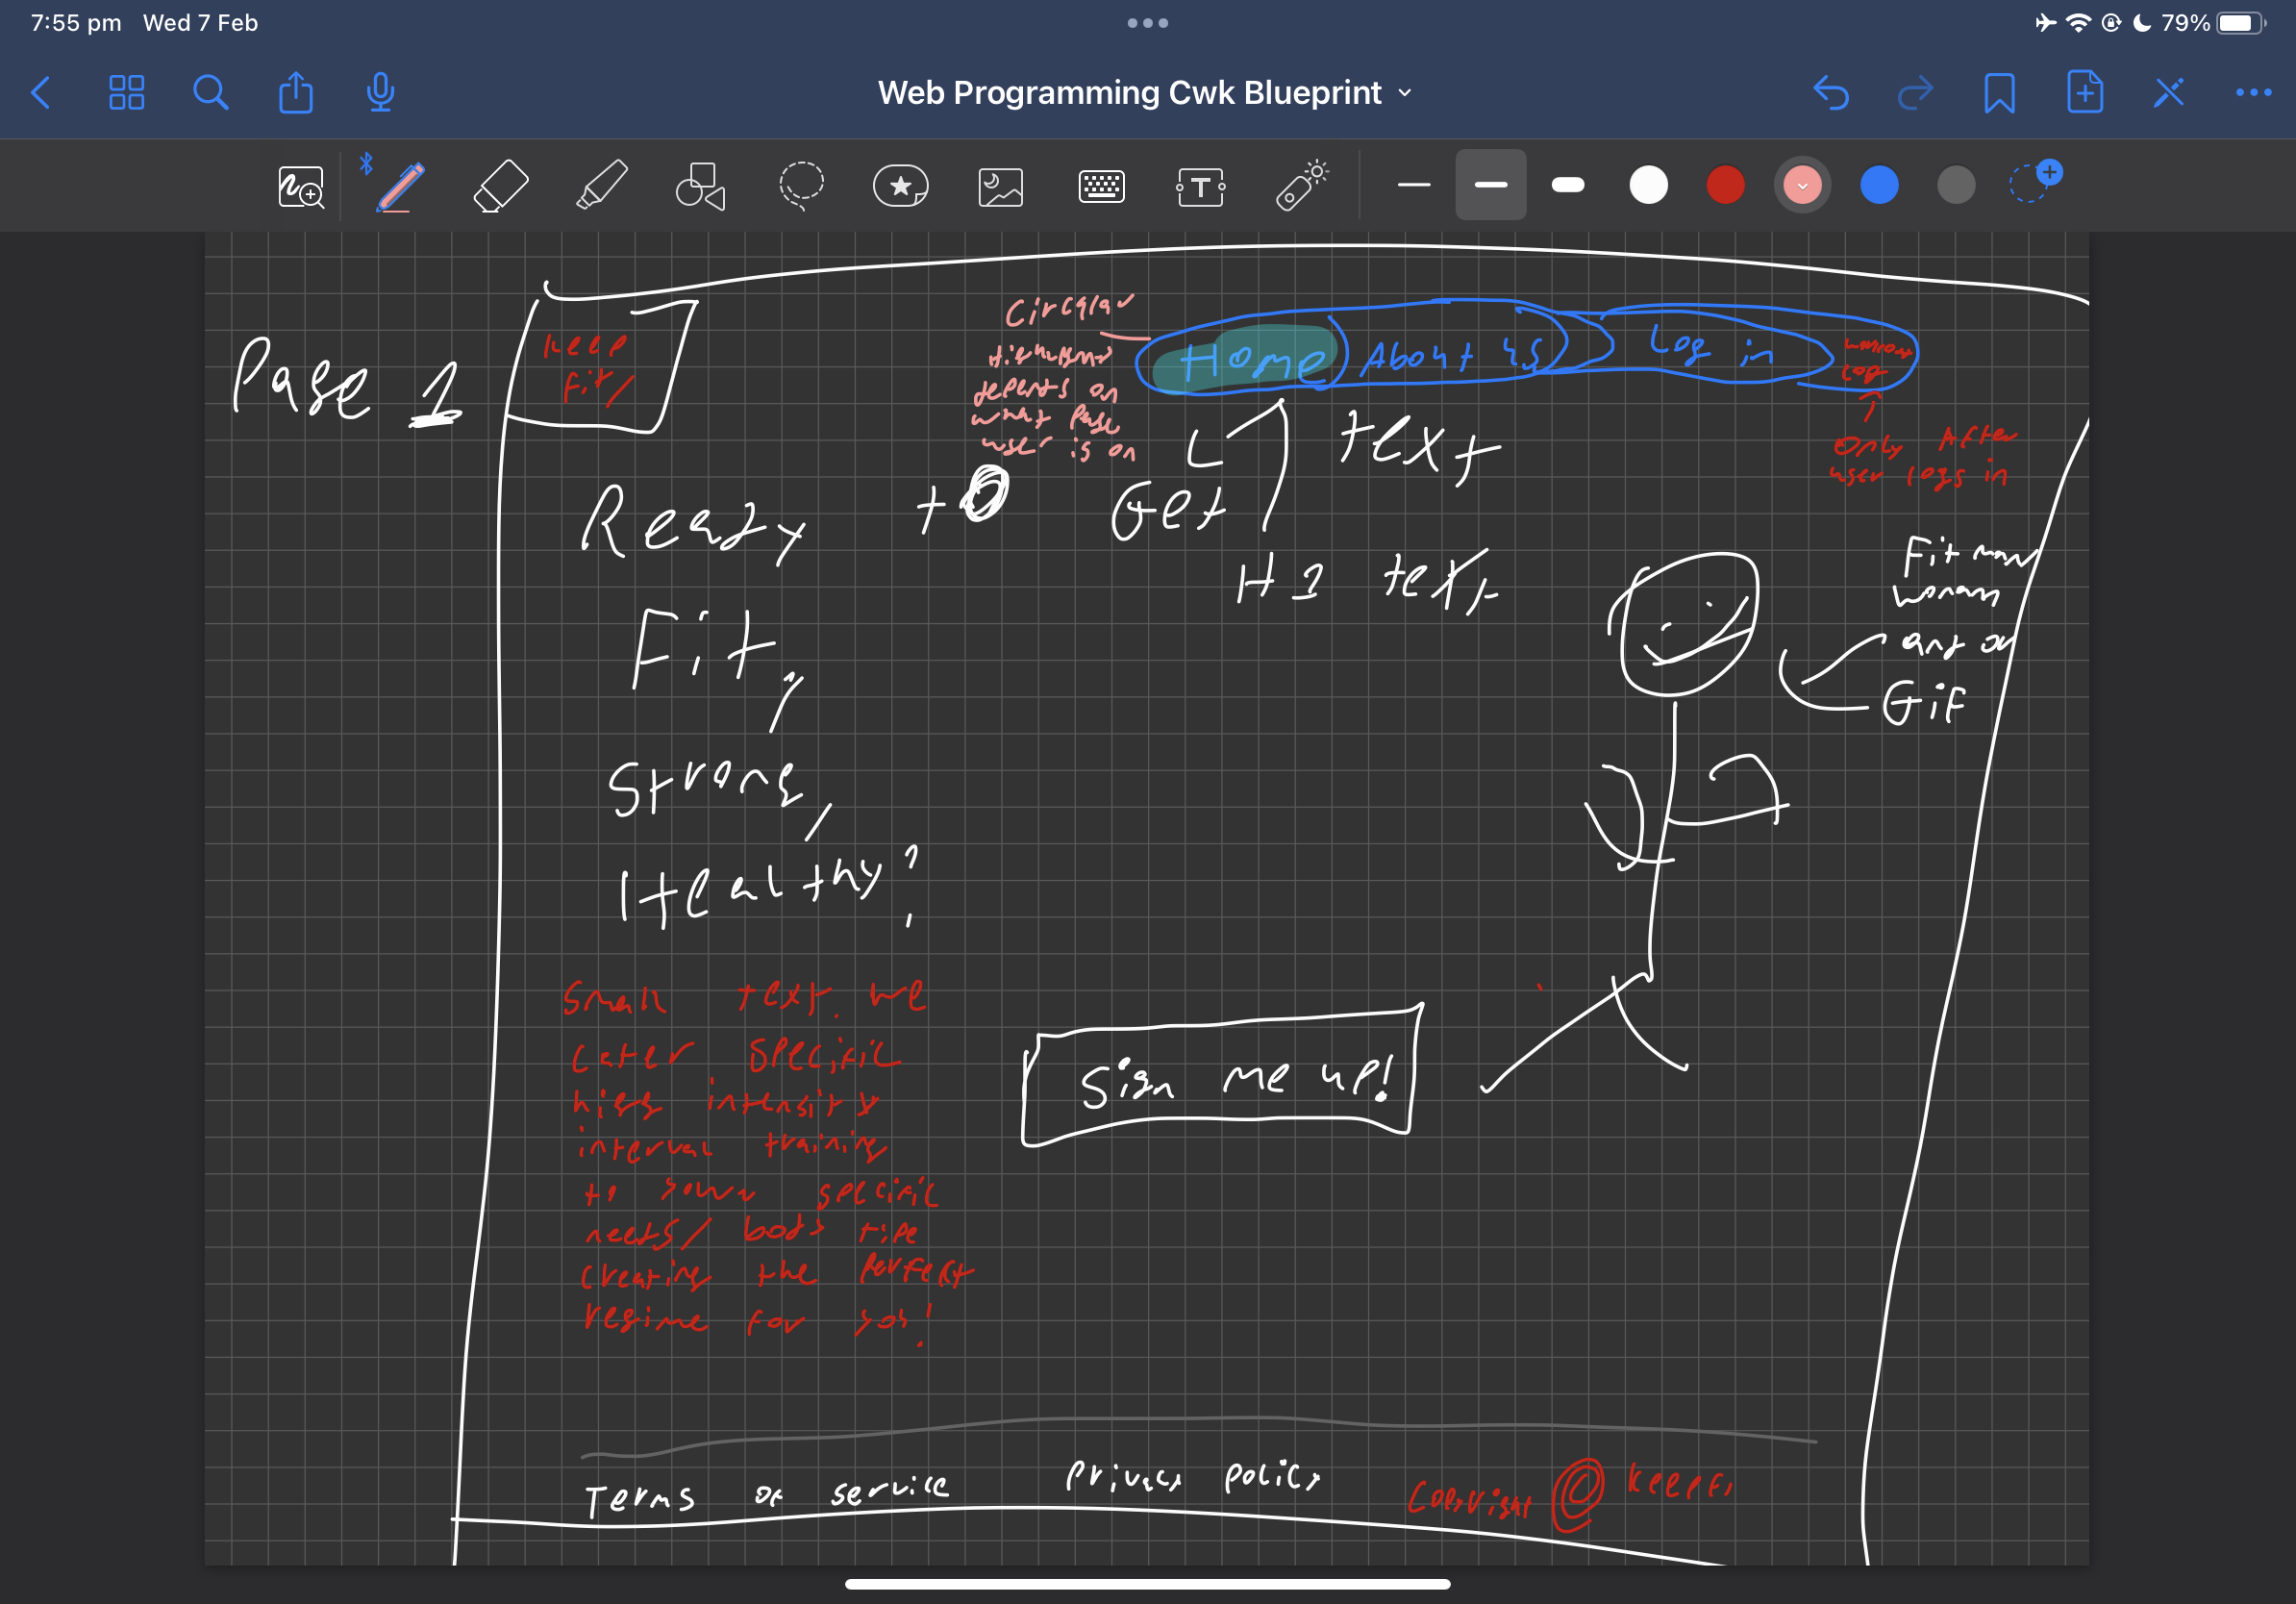 7:55 pm Wed 7 Feb
79%
Web Programming Cwk Blueprint
T
Page 1
Keep
Fit
Circular
Highlight
depents on
what Page
user is on
Home
About us
Log in
Log
Only After
user logs in
Ready to Get
Fit,
Strong,
Healthy?
text
H1 text
Fit man
woman
art or
Gif
Small text. we
cater specific
high intensity
interval training
to your specific
needs/ body tipe
creating the perfect
regime for you!
Sign me up!
Terms of service
Privacy policy
Copyright @ KeepFi